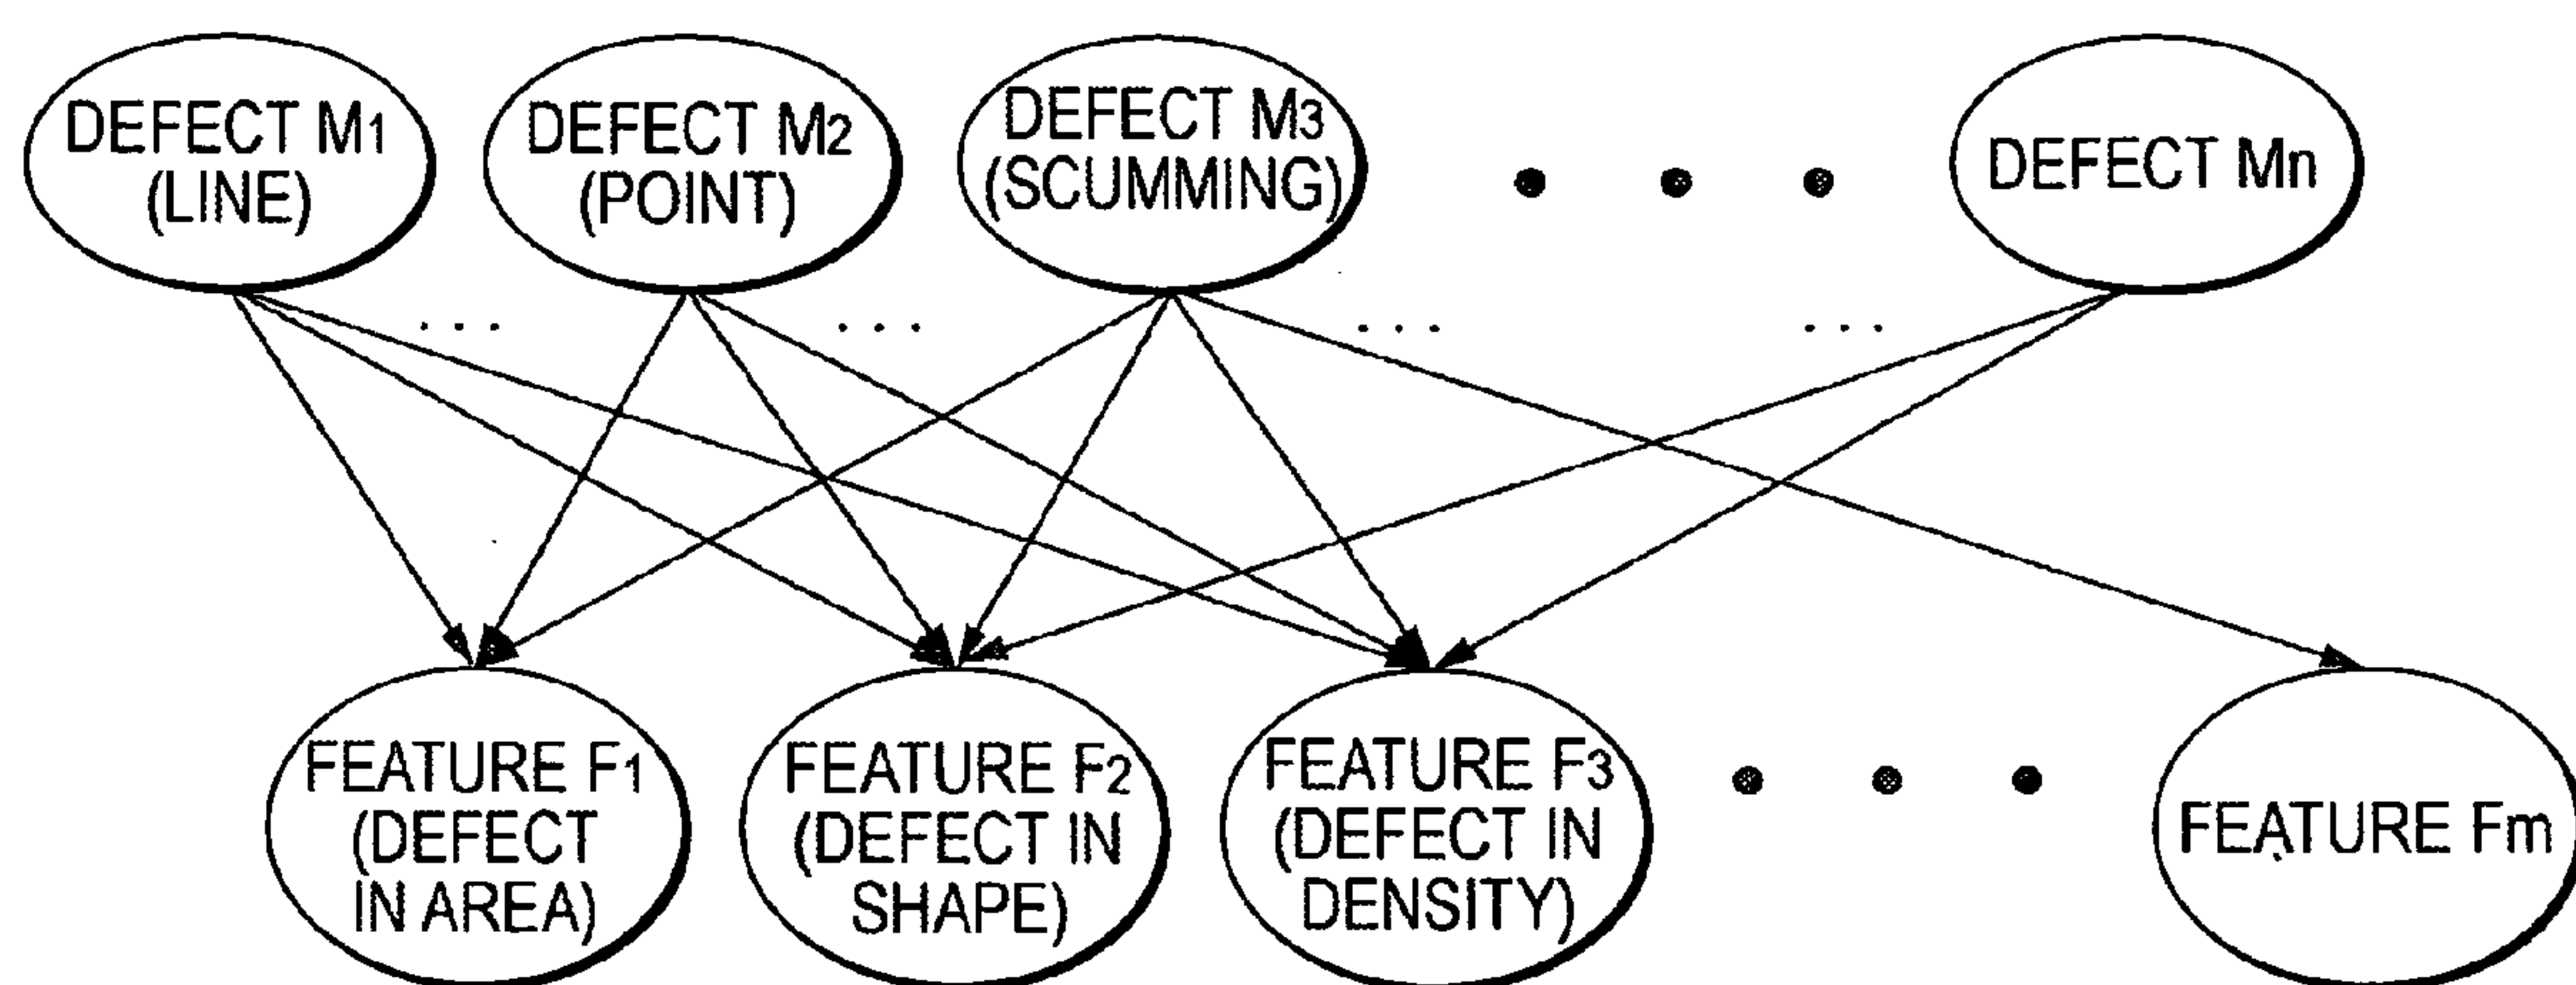 DEFECT M1
(LINE)
DEFECT M2
(POINT)
DEFECT M3
(SCUMMING)
DEFECT Mn
FEATURE F1
(DEFECT
IN AREA)
FEATURE F2
(DEFECT IN
SHAPE)
FEATURE F3
(DEFECT IN
DENSITY)
FEATURE Fm